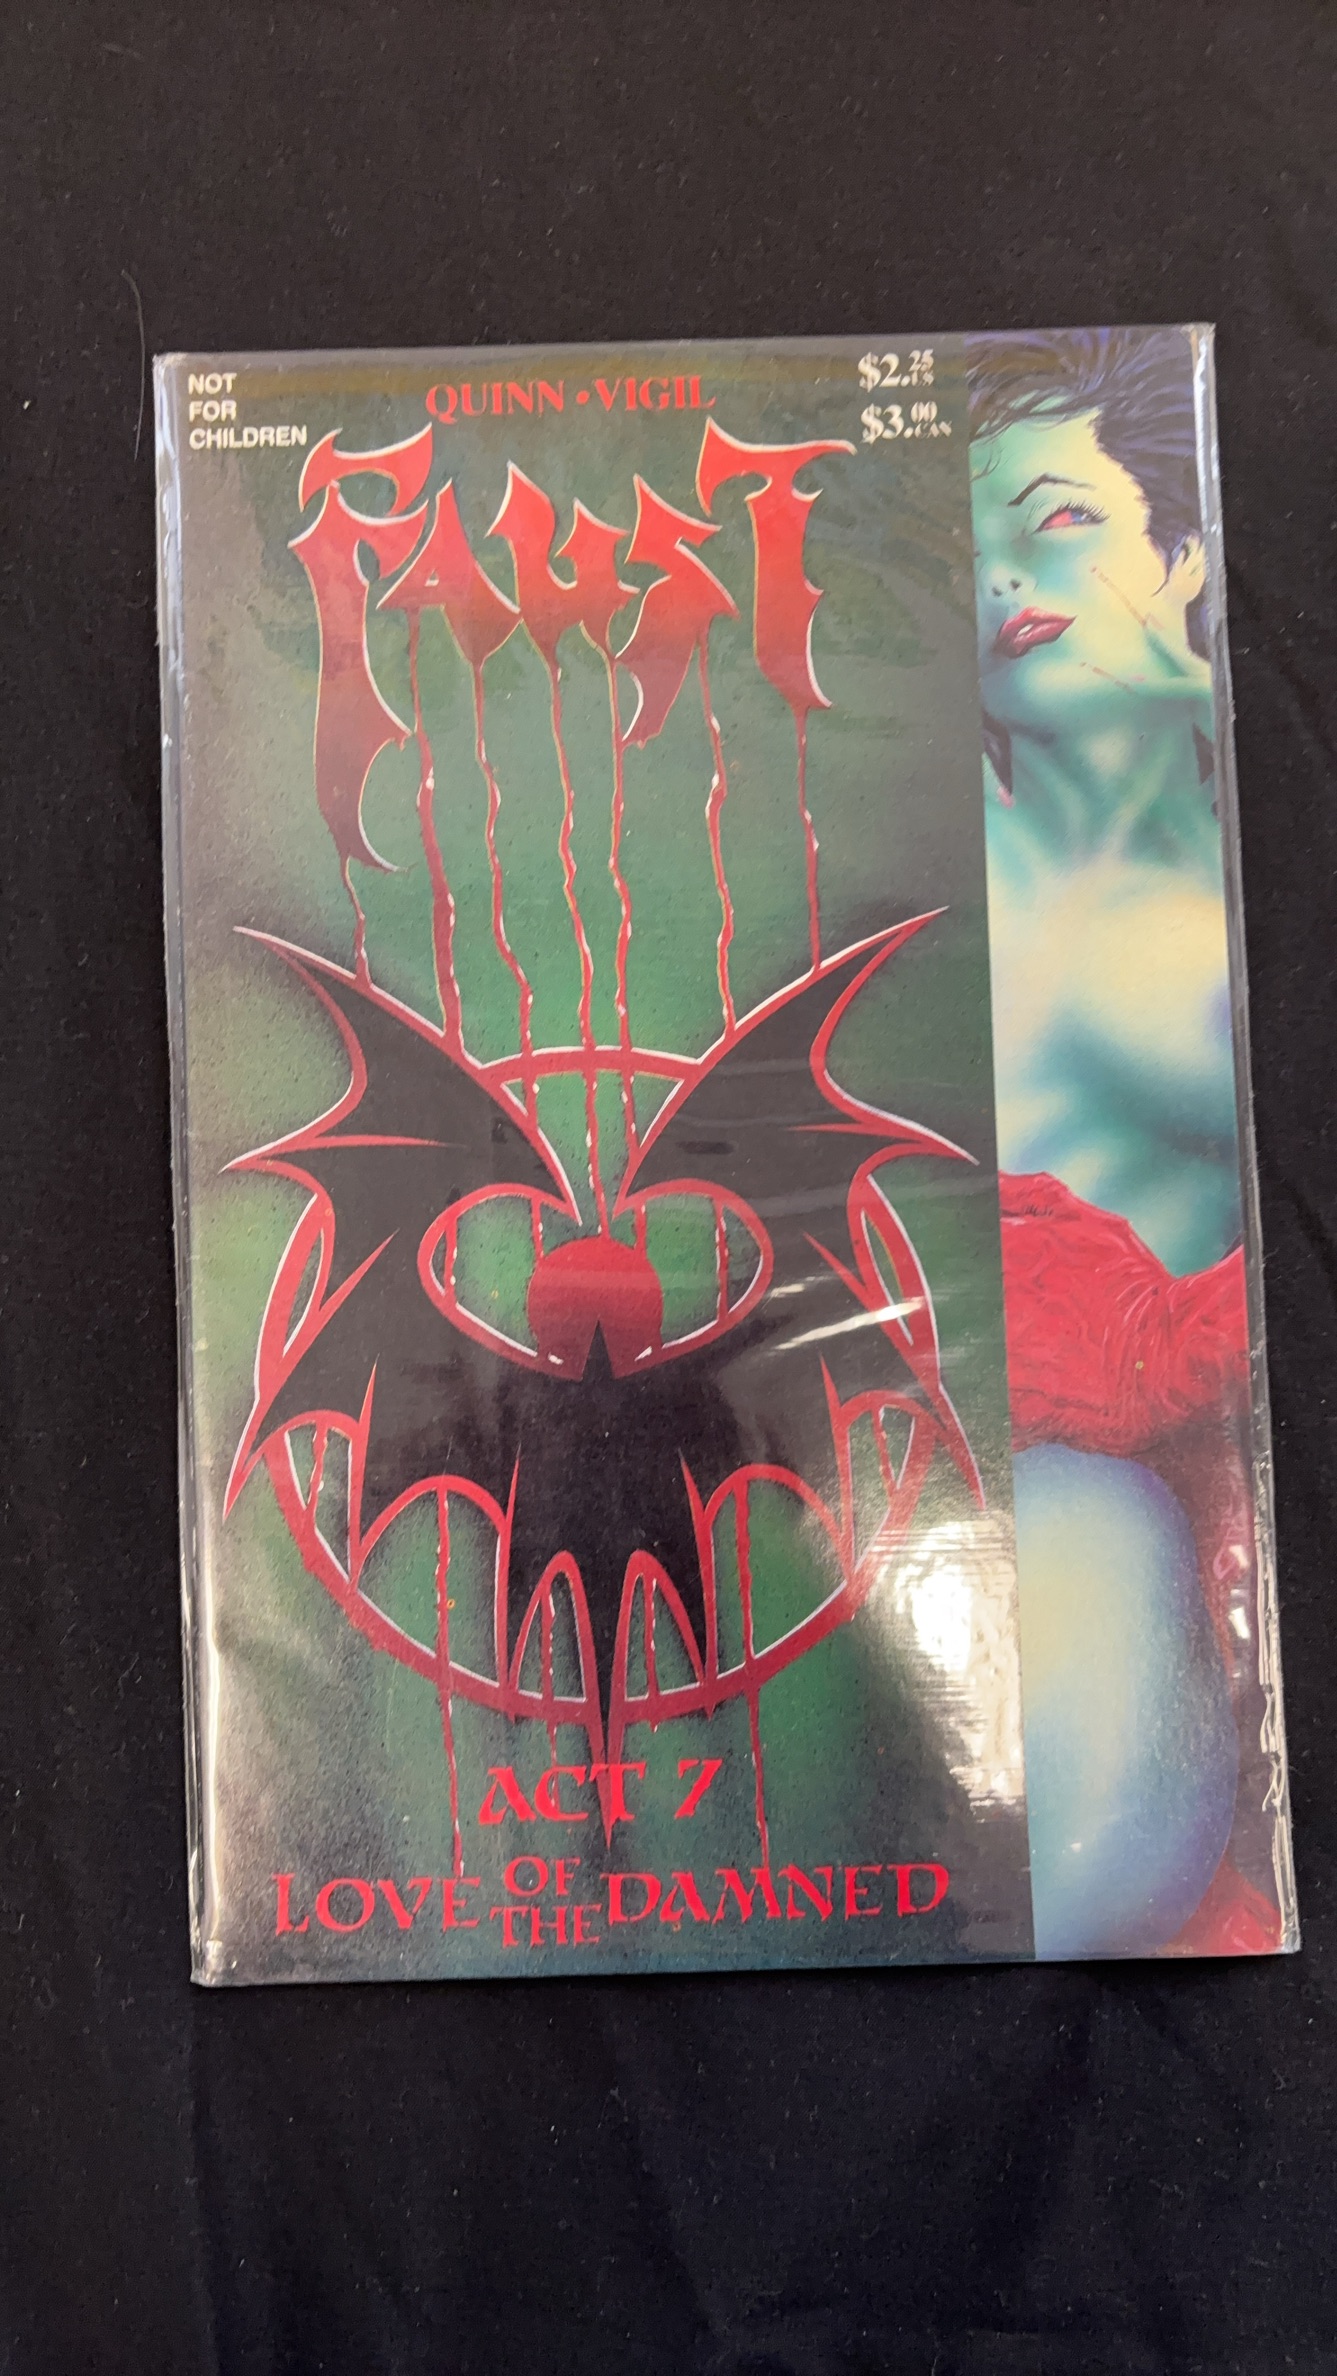 NOT
FOR
CHILDREN
QUINN • VIGIL
$2.25 US
$3.00 CAN
FAUST
ACT 7
LOVE OF THE DAMNED